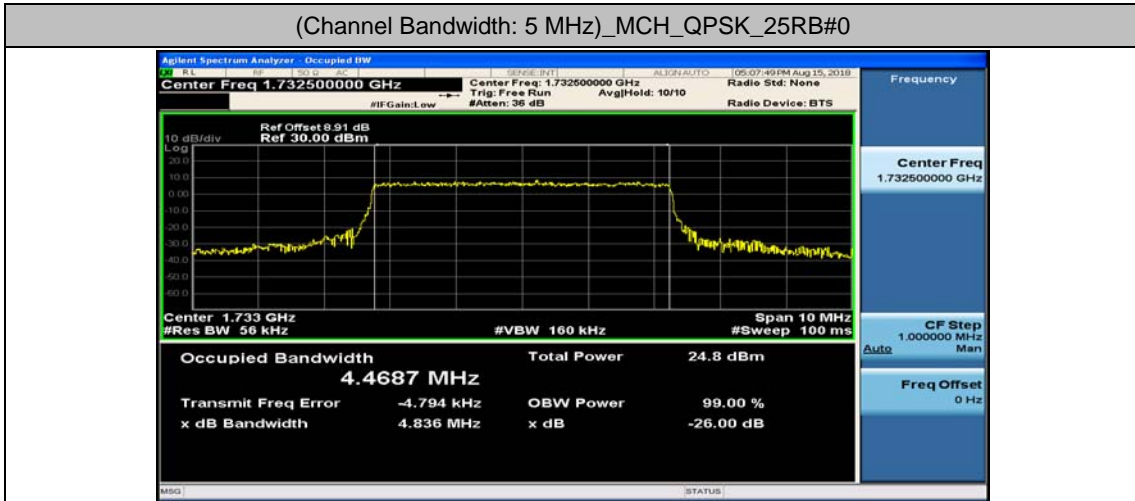 (Channel Bandwidth: 5 MHz)_MCH_QPSK_25RB#0
Agilent Spectrum Analyzer - Occupied BW
RL RF 50 Ω AC SENSE:INT ALIGN AUTO 05:07:49 PM Aug 15, 2018
Center Freq 1.732500000 GHz
Center Freq: 1.732500000 GHz
Radio Std: None
Trig: Free Run Avg|Hold: 10/10
#IFGain:Low #Atten: 36 dB Radio Device: BTS
Ref Offset 8.91 dB
10 dB/div Ref 30.00 dBm
Log
20.0
10.0
0.00
-10.0
-20.0
-30.0
-40.0
-50.0
-60.0
Center 1.733 GHz Span 10 MHz
#Res BW 56 kHz #VBW 160 kHz #Sweep 100 ms
Occupied Bandwidth Total Power 24.8 dBm
4.4687 MHz
Transmit Freq Error -4.794 kHz OBW Power 99.00 %
x dB Bandwidth 4.836 MHz x dB -26.00 dB
MSG STATUS
Frequency
Center Freq
1.732500000 GHz
CF Step
1.000000 MHz
Auto Man
Freq Offset
0 Hz